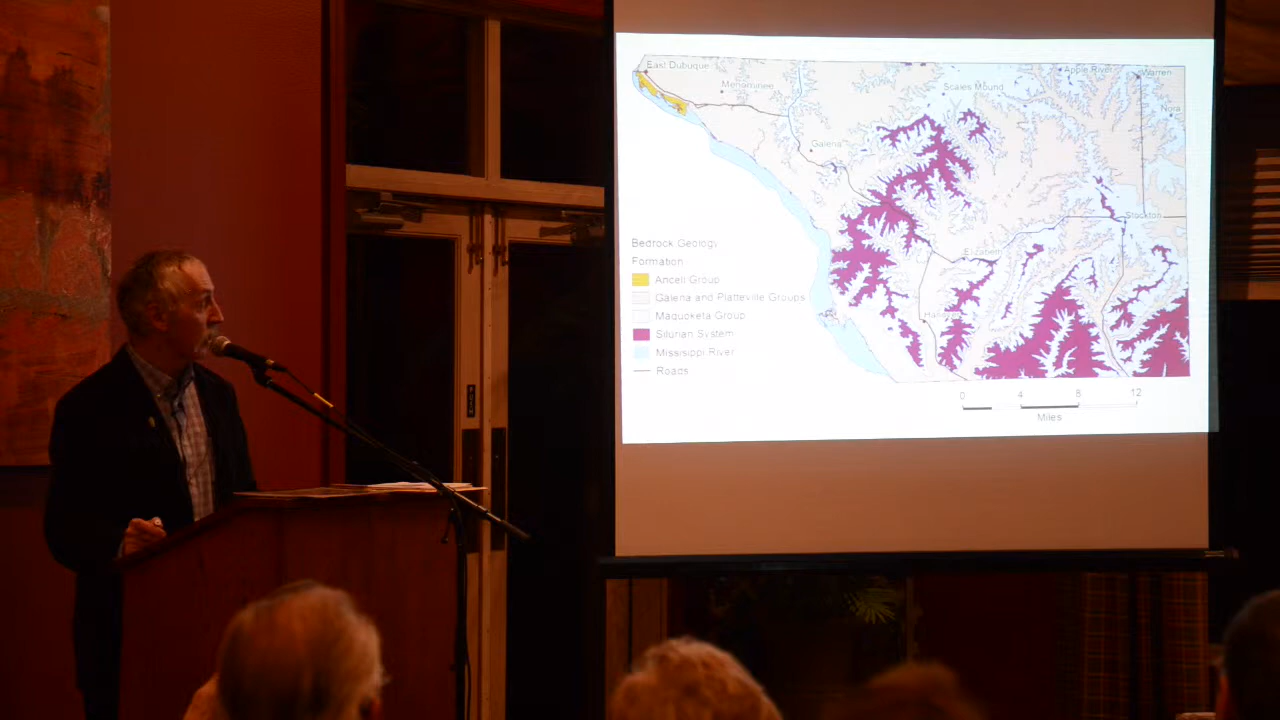 East Dubuque
Menominee
Scales Mound
Apple River
Warren
Nora
Galena
Stockton
Elizabeth
Bedrock Geology
Formation
Ancell Group
Galena and Platteville Groups
Maquoketa Group
Silurian System
Missisippi River
Roads
0 4 8 12
Miles